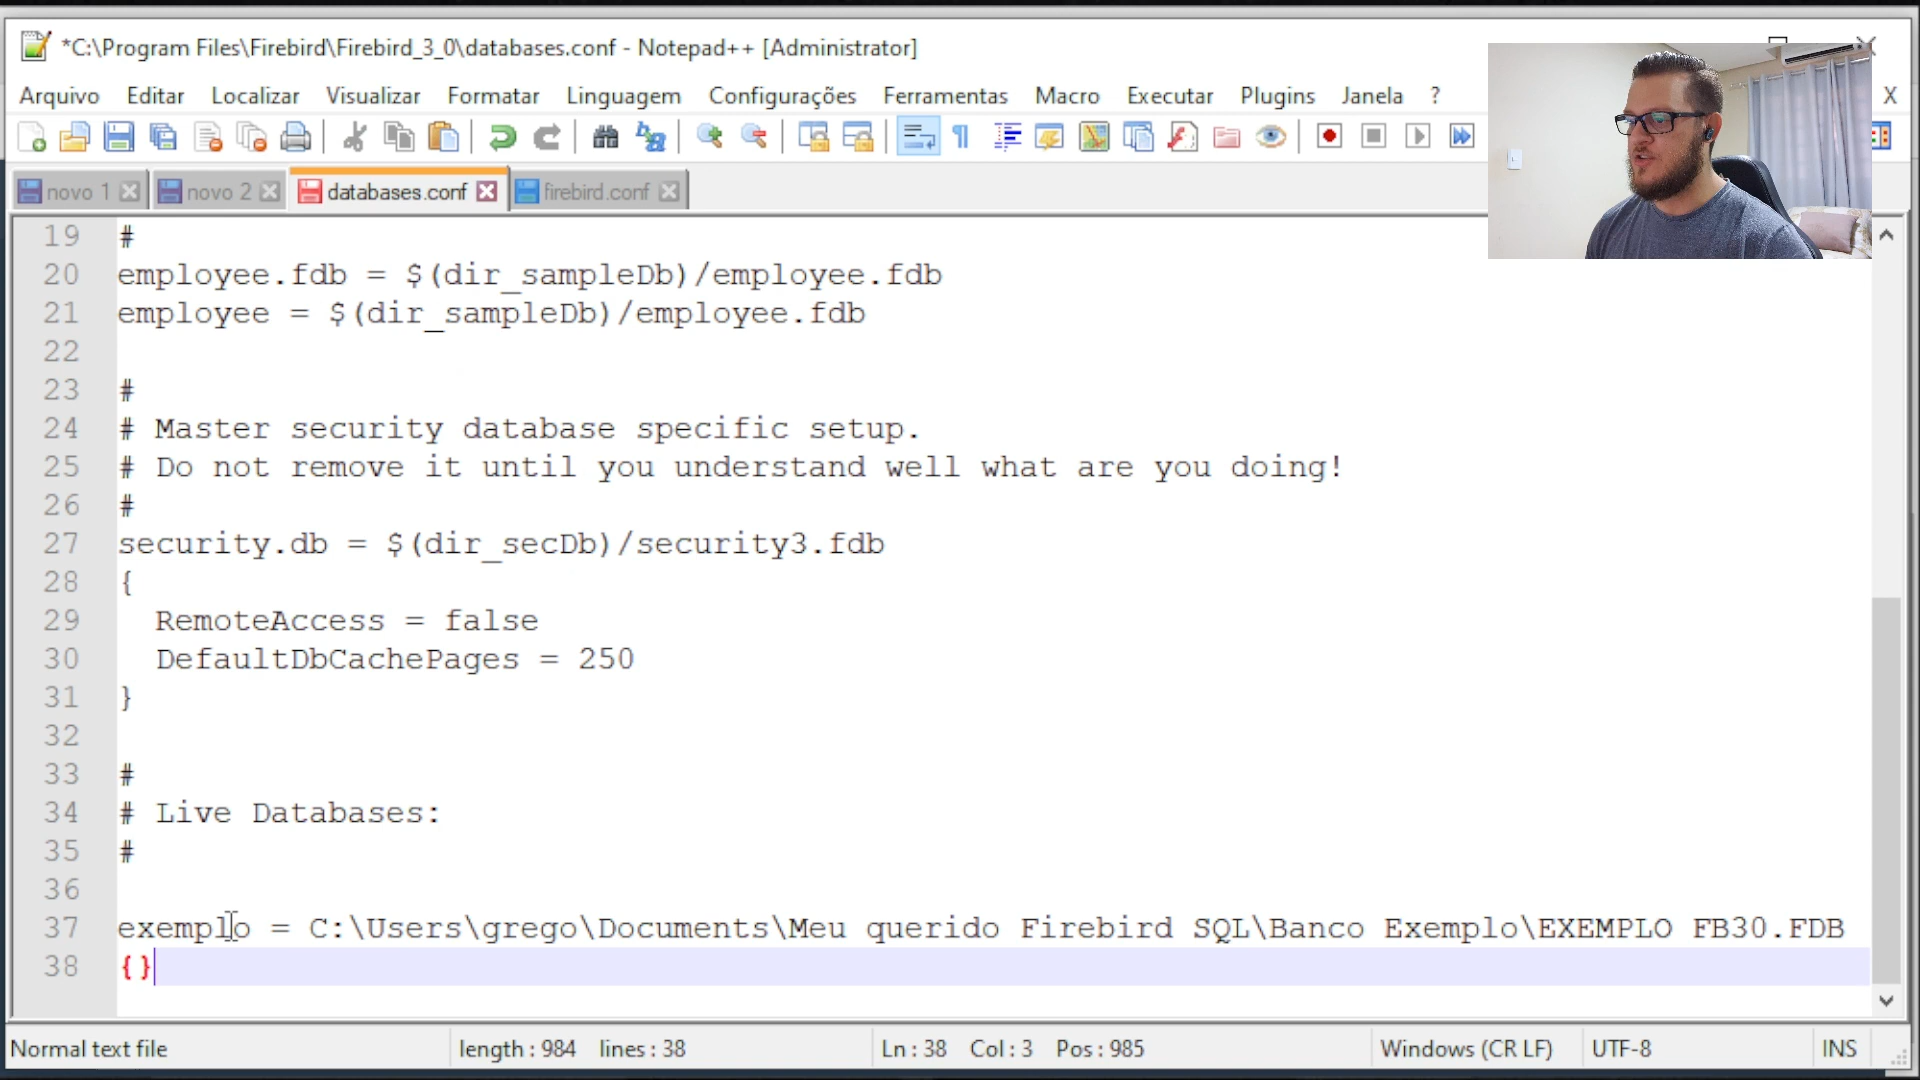 *C:\Program Files\Firebird\Firebird_3_0\databases.conf - Notepad++ [Administrator]
Arquivo Editar Localizar Visualizar Formatar Linguagem Configurações Ferramentas Macro Executar Plugins Janela ? X
novo 1 novo 2 databases.conf firebird.conf
19 #
20 employee.fdb = $(dir_sampleDb)/employee.fdb
21 employee = $(dir_sampleDb)/employee.fdb
22
23 #
24 # Master security database specific setup.
25 # Do not remove it until you understand well what are you doing!
26 #
27 security.db = $(dir_secDb)/security3.fdb
28 {
29 RemoteAccess = false
30 DefaultDbCachePages = 250
31 }
32
33 #
34 # Live Databases:
35 #
36
37 exemplo = C:\Users\grego\Documents\Meu querido Firebird SQL\Banco Exemplo\EXEMPLO FB30.FDB
38 {}
Normal text file length : 984 lines : 38 Ln : 38 Col : 3 Pos : 985 Windows (CR LF) UTF-8 INS